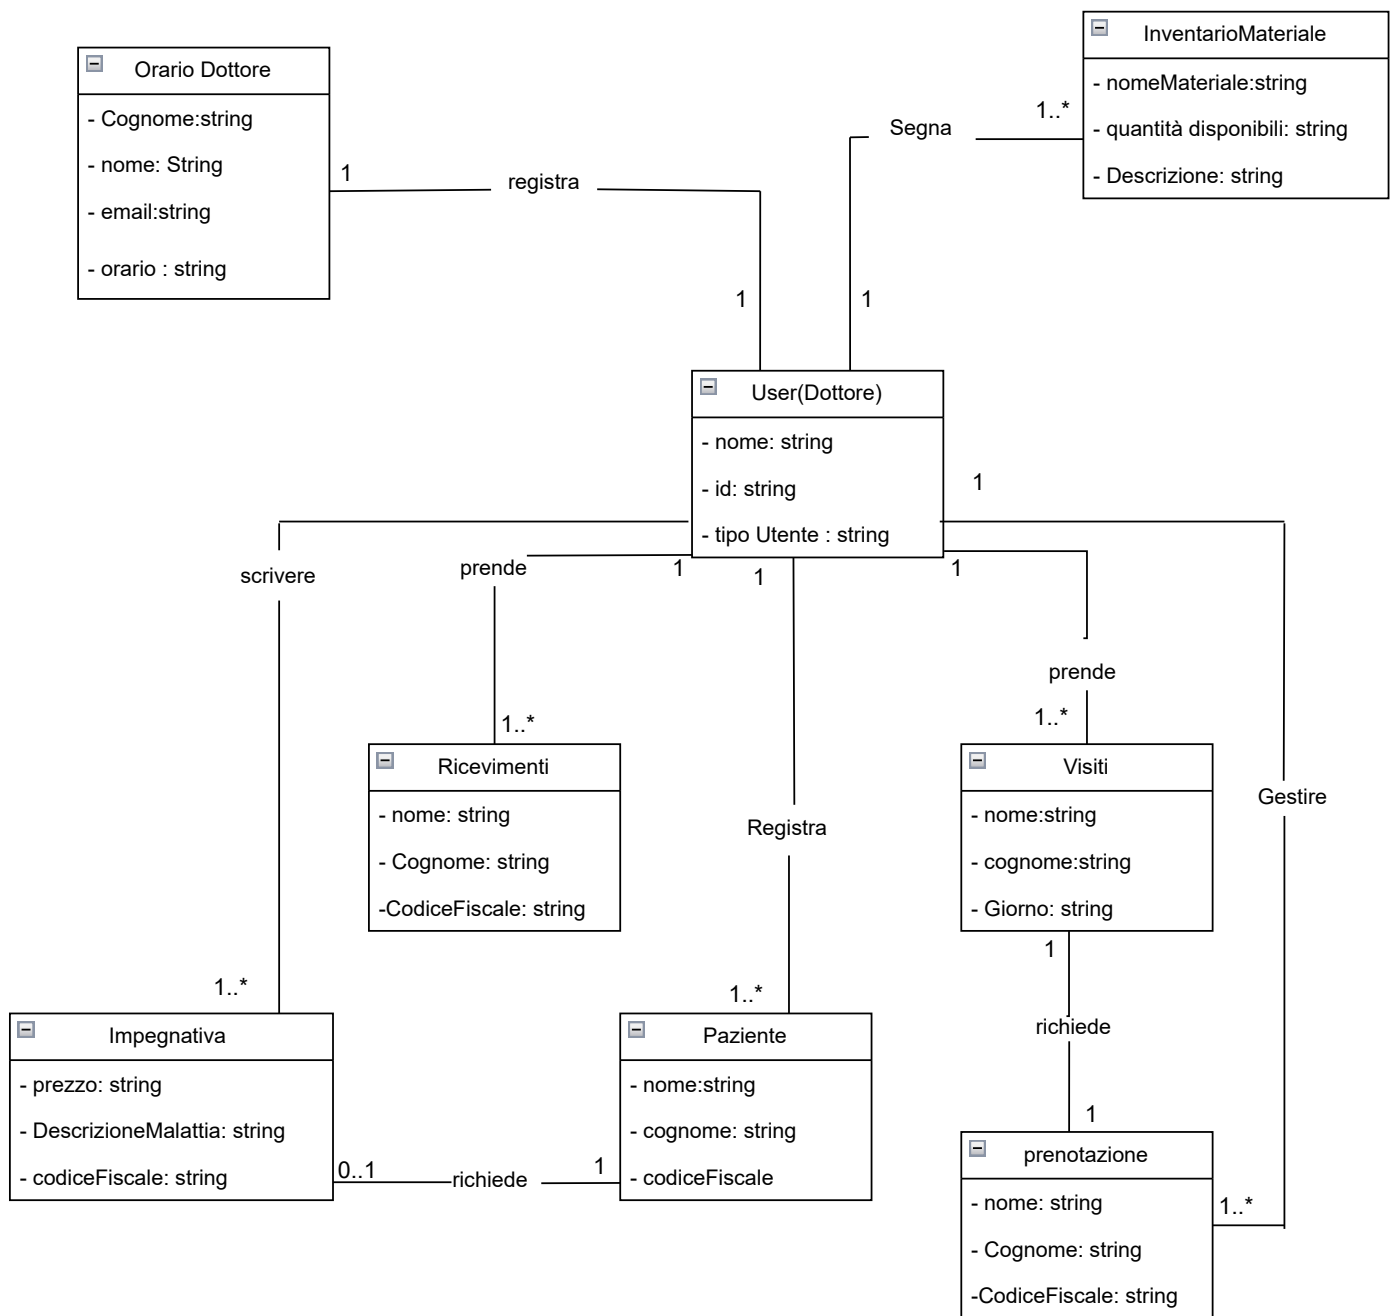 InventarioMateriale
- nomeMateriale:string
- quantità disponibili: string
- Descrizione: string
1..*
Segna
1
Orario Dottore
- Cognome:string
- nome: String
- email:string
- orario : string
1
registra
1
User(Dottore)
- nome: string
- id: string
- tipo Utente : string
1
scrivere
prende
1
1
1
prende
1..*
1..*
Ricevimenti
- nome: string
- Cognome: string
-CodiceFiscale: string
Registra
Visiti
- nome:string
- cognome:string
- Giorno: string
Gestire
1
1..*
1..*
richiede
Impegnativa
- prezzo: string
- DescrizioneMalattia: string
- codiceFiscale: string
0..1
richiede
1
Paziente
- nome:string
- cognome: string
- codiceFiscale
1
prenotazione
- nome: string
- Cognome: string
-CodiceFiscale: string
1..*